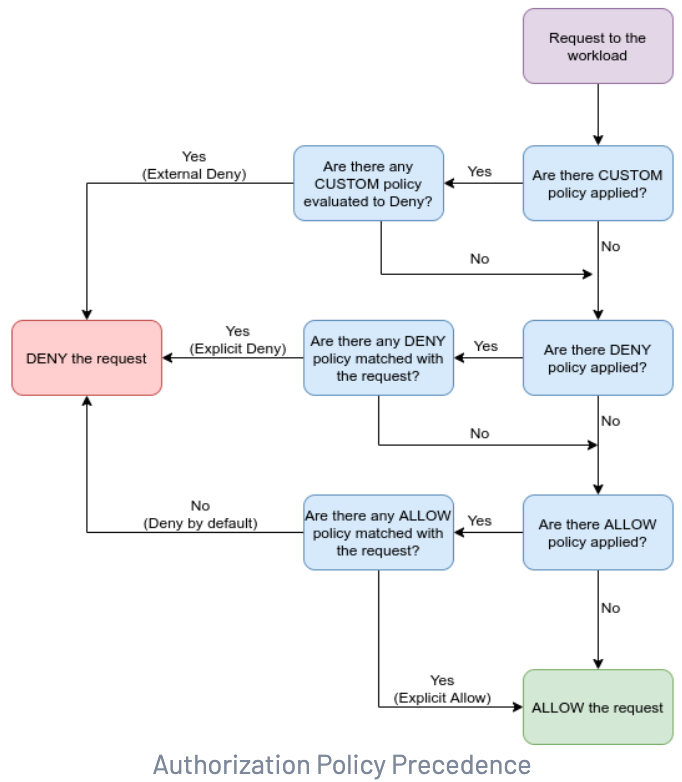 Request to the
workload
Yes
(External Deny)
Are there any
CUSTOM policy
evaluated to Deny?
Yes
Are there CUSTOM
policy applied?
No
No
DENY the request
Yes
(Explicit Deny)
Are there any DENY
policy matched with
the request?
Yes
Are there DENY
policy applied?
No
No
No
(Deny by default)
Are there any ALLOW
policy matched with
the request?
Yes
Are there ALLOW
policy applied?
No
Yes
(Explicit Allow)
ALLOW the request
Authorization Policy Precedence